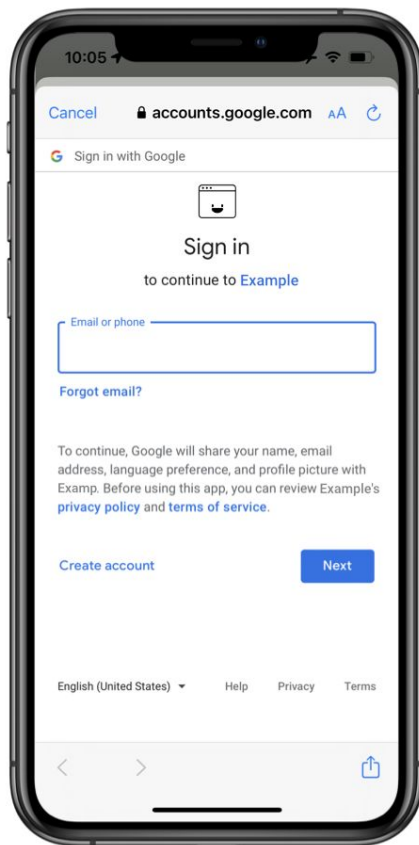 10:05
Cancel accounts.google.com AA
Sign in with Google
Sign in
to continue to Example
Email or phone
Forgot email?
To continue, Google will share your name, email
address, language preference, and profile picture with
Examp. Before using this app, you can review Example's
privacy policy and terms of service.
Create account Next
English (United States) Help Privacy Terms